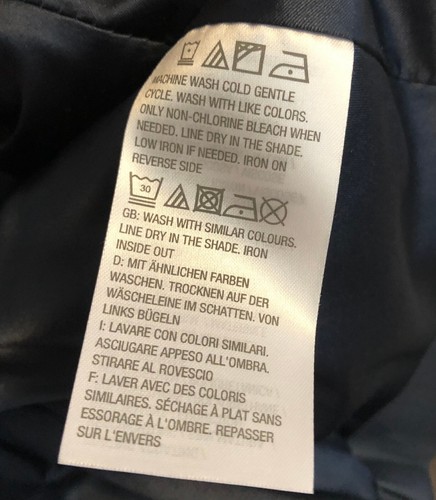 MACHINE WASH COLD GENTLE
CYCLE. WASH WITH LIKE COLORS.
ONLY NON-CHLORINE BLEACH WHEN
NEEDED. LINE DRY IN THE SHADE.
LOW IRON IF NEEDED. IRON ON
REVERSE SIDE
30
GB: WASH WITH SIMILAR COLOURS.
LINE DRY IN THE SHADE. IRON
INSIDE OUT
D: MIT ÄHNLICHEN FARBEN
WASCHEN. TROCKNEN AUF DER
WÄSCHELEINE IM SCHATTEN. VON
LINKS BÜGELN
I: LAVARE CON COLORI SIMILARI.
ASCIUGARE APPESO ALL'OMBRA.
STIRARE AL ROVESCIO
F: LAVER AVEC DES COLORIS
SIMILAIRES. SÉCHAGE À PLAT SANS
ESSORAGE À L'OMBRE. REPASSER
SUR L'ENVERS